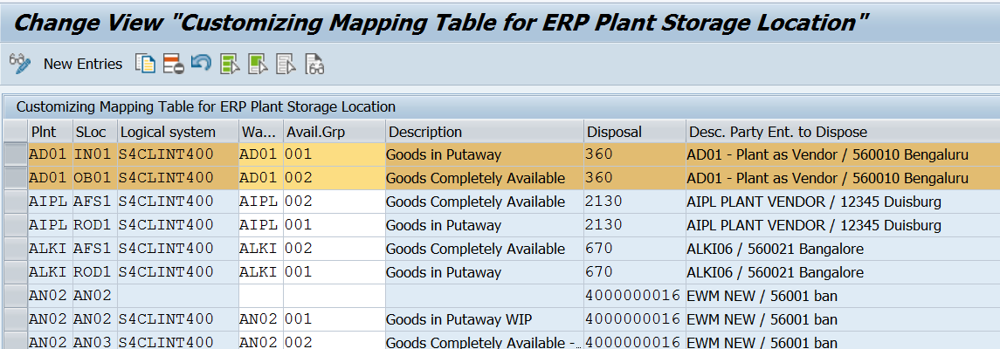 Change View "Customizing Mapping Table for ERP Plant Storage Location"
New Entries
Customizing Mapping Table for ERP Plant Storage Location
Plnt SLoc Logical system Wa... Avail.Grp Description Disposal Desc. Party Ent. to Dispose
AD01 IN01 S4CLINT400 AD01 001 Goods in Putaway 360 AD01 - Plant as Vendor / 560010 Bengaluru
AD01 OB01 S4CLINT400 AD01 002 Goods Completely Available 360 AD01 - Plant as Vendor / 560010 Bengaluru
AIPL AFS1 S4CLINT400 AIPL 002 Goods Completely Available 2130 AIPL PLANT VENDOR / 12345 Duisburg
AIPL ROD1 S4CLINT400 AIPL 001 Goods in Putaway 2130 AIPL PLANT VENDOR / 12345 Duisburg
ALKI AFS1 S4CLINT400 ALKI 002 Goods Completely Available 670 ALKI06 / 560021 Bangalore
ALKI ROD1 S4CLINT400 ALKI 001 Goods in Putaway 670 ALKI06 / 560021 Bangalore
AN02 AN02 4000000016 EWM NEW / 56001 ban
AN02 AN02 S4CLINT400 AN02 001 Goods in Putaway WIP 4000000016 EWM NEW / 56001 ban
AN02 AN03 S4CLINT400 AN02 002 Goods Completely Available -... 4000000016 EWM NEW / 56001 ban